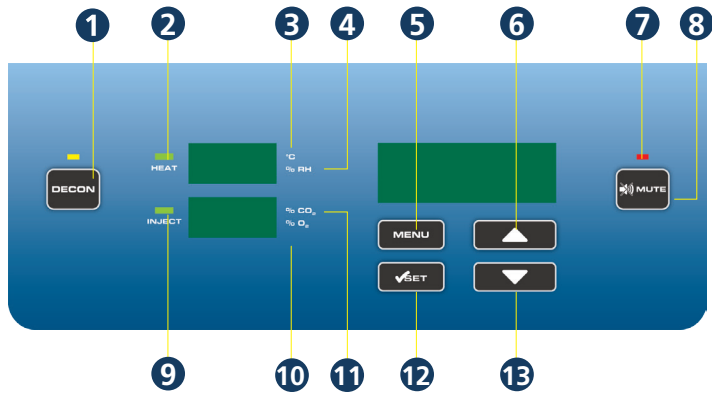 1 2 3 4 5 6 7 8
°C
% RH
HEAT
DECON
% CO₂
% O₂
INJECT
MUTE
MENU
SET
9 10 11 12 13